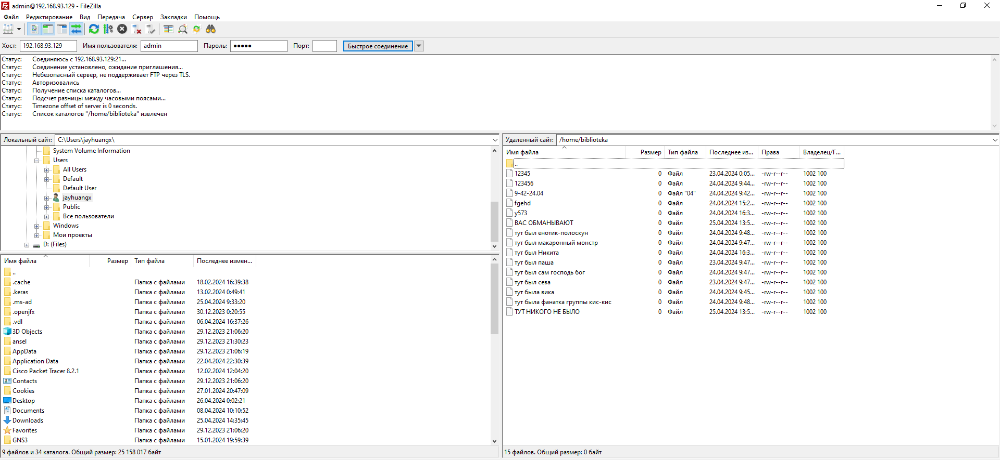 admin@192.168.93.129 - FileZilla
Файл Редактирование Вид Передача Сервер Закладки Помощь
Хост: 192.168.93.129 Имя пользователя: admin Пароль: ●●●●● Порт: Быстрое соединение
Статус: Соединяюсь с 192.168.93.129:21...
Статус: Соединение установлено, ожидание приглашения...
Статус: Небезопасный сервер, не поддерживает FTP через TLS.
Статус: Авторизовались
Статус: Получение списка каталогов...
Статус: Подсчет разницы между часовыми поясами...
Статус: Timezone offset of server is 0 seconds.
Статус: Список каталогов "/home/biblioteka" извлечен
Локальный сайт: C:\Users\jayhuangx\
System Volume Information
Users
All Users
Default
Default User
jayhuangx
Public
Все пользователи
Windows
Мои проекты
D: (Files)
Имя файла Размер Тип файла Последнее измен...
..
.cache Папка с файлами 18.02.2024 16:39:38
.keras Папка с файлами 13.02.2024 0:49:41
.ms-ad Папка с файлами 25.04.2024 9:33:20
.openjfx Папка с файлами 30.12.2023 0:20:55
.vdl Папка с файлами 06.04.2024 16:37:26
3D Objects Папка с файлами 29.12.2023 21:06:20
ansel Папка с файлами 29.12.2023 21:30:23
AppData Папка с файлами 29.12.2023 21:06:19
Application Data Папка с файлами 22.04.2024 22:30:39
Cisco Packet Tracer 8.2.1 Папка с файлами 12.02.2024 12:04:20
Contacts Папка с файлами 29.12.2023 21:06:20
Cookies Папка с файлами 27.01.2024 20:47:09
Desktop Папка с файлами 26.04.2024 0:02:21
Documents Папка с файлами 08.04.2024 10:10:52
Downloads Папка с файлами 25.04.2024 14:35:45
Favorites Папка с файлами 29.12.2023 21:06:20
GNS3 Папка с файлами 15.01.2024 19:59:39
9 файлов и 34 каталога. Общий размер: 25 158 017 байт
Удаленный сайт: /home/biblioteka
Имя файла Размер Тип файла Последнее из... Права Владелец/Г...
..
12345 0 Файл 23.04.2024 0:05... -rw-r--r-- 1002 100
123456 0 Файл 24.04.2024 9:44... -rw-r--r-- 1002 100
9-42-24.04 0 Файл "04" 24.04.2024 9:42... -rw-r--r-- 1002 100
fgehd 0 Файл 24.04.2024 15:2... -rw-r--r-- 1002 100
y573 0 Файл 24.04.2024 16:3... -rw-r--r-- 1002 100
ВАС ОБМАНЫВАЮТ 0 Файл 25.04.2024 13:5... -rw-r--r-- 1002 100
тут был енотик-полоскун 0 Файл 24.04.2024 9:48... -rw-r--r-- 1002 100
тут был макаронный монстр 0 Файл 24.04.2024 9:47... -rw-r--r-- 1002 100
тут был Никита 0 Файл 24.04.2024 16:3... -rw-r--r-- 1002 100
тут был паша 0 Файл 23.04.2024 9:47... -rw-r--r-- 1002 100
тут был сам господь бог 0 Файл 24.04.2024 9:47... -rw-r--r-- 1002 100
тут был сева 0 Файл 23.04.2024 9:47... -rw-r--r-- 1002 100
тут была вика 0 Файл 24.04.2024 9:45... -rw-r--r-- 1002 100
тут была фанатка группы кис-кис 0 Файл 24.04.2024 9:48... -rw-r--r-- 1002 100
ТУТ НИКОГО НЕ БЫЛО 0 Файл 25.04.2024 13:5... -rw-r--r-- 1002 100
15 файлов. Общий размер: 0 байт